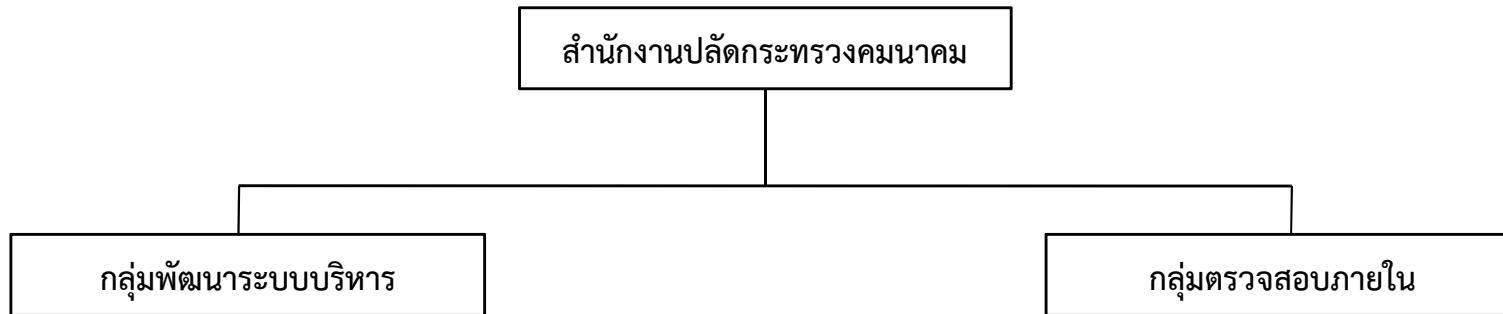 สำนักงานปลัดกระทรวงคมนาคม
กลุ่มพัฒนาระบบบริหาร
กลุ่มตรวจสอบภายใน